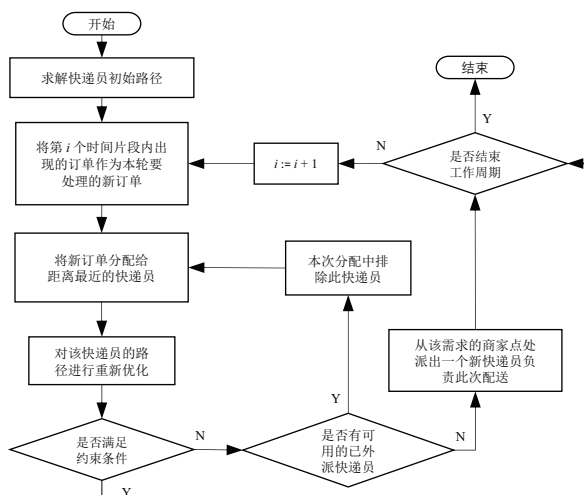 开始
结束
求解快递员初始路径
将第 i 个时间片段内出
现的订单作为本轮要
处理的新订单
i := i + 1
N
Y
是否结束
工作周期
将新订单分配给
距离最近的快递员
本次分配中排
除此快递员
对该快递员的路
径进行重新优化
从该需求的商家点处
派出一个新快递员负
责此次配送
是否满足
约束条件
N
Y
是否有可
用的已外
派快递员
Y
N